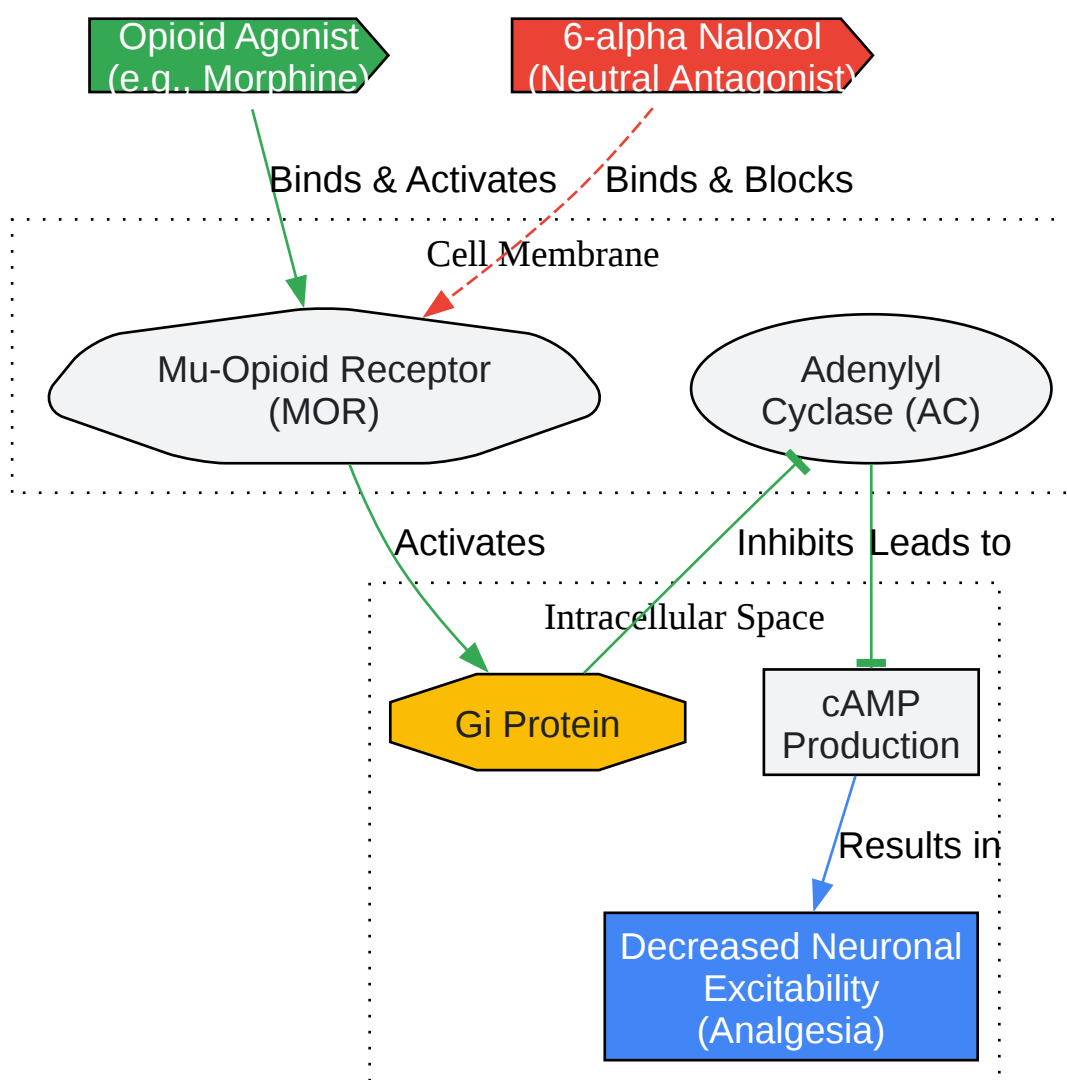 Opioid Agonist
(e.g., Morphine)
6-alpha Naloxol
(Neutral Antagonist)
Binds & Activates
Binds & Blocks
Cell Membrane
Mu-Opioid Receptor
(MOR)
Adenylyl
Cyclase (AC)
Activates
Inhibits
Leads to
Intracellular Space
Gi Protein
cAMP
Production
Results in
Decreased Neuronal
Excitability
(Analgesia)